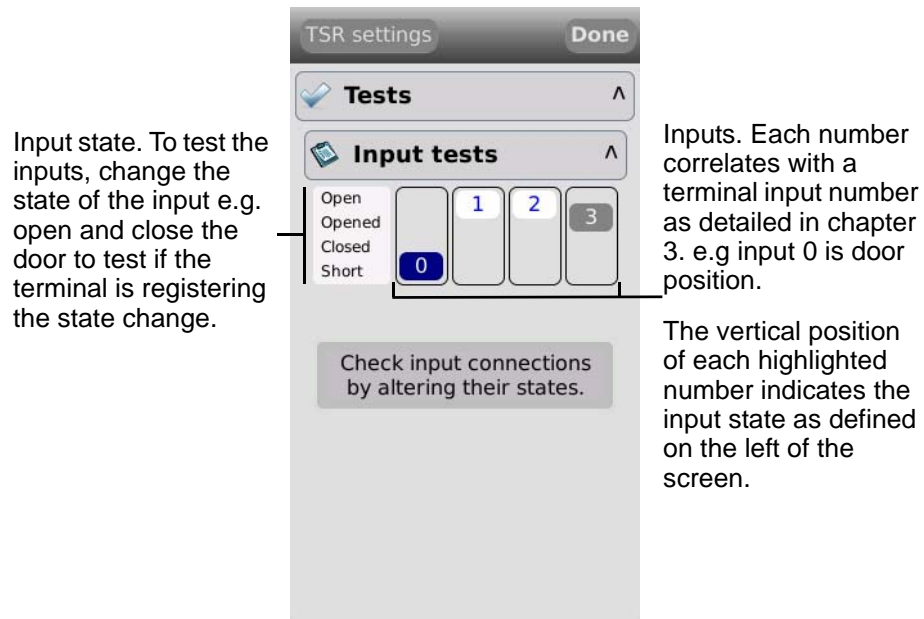 Input state. To test the
inputs, change the
state of the input e.g.
open and close the
door to test if the
terminal is registering
the state change.
TSR settings
Done
Tests ^
Input tests ^
Open
Opened
Closed
Short
0
1
2
3
Check input connections
by altering their states.
Inputs. Each number
correlates with a
terminal input number
as detailed in chapter
3. e.g input 0 is door
position.
The vertical position
of each highlighted
number indicates the
input state as defined
on the left of the
screen.